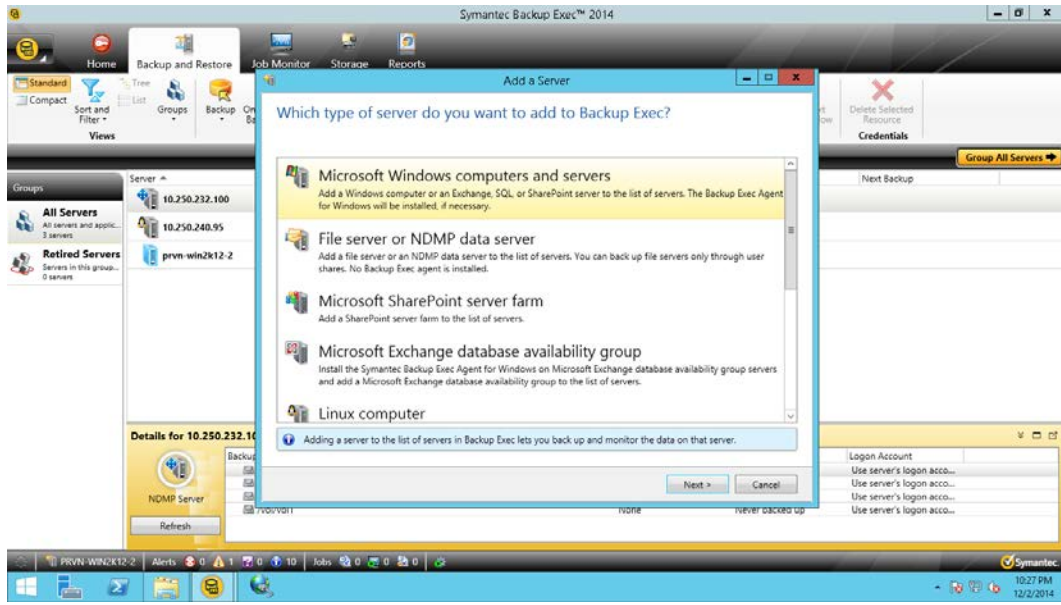 Symantec Backup Exec™ 2014
Home
Backup and Restore
Job Monitor
Storage
Reports
Standard
Compact
Sort and
Filter
Tree
List
Views
Groups
Backup
Delete Selected
Resource
Credentials
Group All Servers
Groups
All Servers
All servers and applic...
3 servers
Retired Servers
Servers in this group...
0 servers
Server
Next Backup
10.250.232.100
10.250.240.95
prvn-win2k12-2
Add a Server
Which type of server do you want to add to Backup Exec?
Microsoft Windows computers and servers
Add a Windows computer or an Exchange, SQL, or SharePoint server to the list of servers. The Backup Exec Agent
for Windows will be installed, if necessary.
File server or NDMP data server
Add a file server or an NDMP data server to the list of servers. You can back up file servers only through user
shares. No Backup Exec agent is installed.
Microsoft SharePoint server farm
Add a SharePoint server farm to the list of servers.
Microsoft Exchange database availability group
Install the Symantec Backup Exec Agent for Windows on Microsoft Exchange database availability group servers
and add a Microsoft Exchange database availability group to the list of servers.
Linux computer
Adding a server to the list of servers in Backup Exec lets you back up and monitor the data on that server.
Next >
Cancel
Details for 10.250.232.10
NDMP Server
Refresh
Backup
Logon Account
Use server's logon acco...
Use server's logon acco...
Use server's logon acco...
/vol/vol1 None Never backed up Use server's logon acco...
PRVN-WIN2K12-2 Alerts 0 1 0 10 Jobs 0 0 0
Symantec.
10:27 PM
12/2/2014